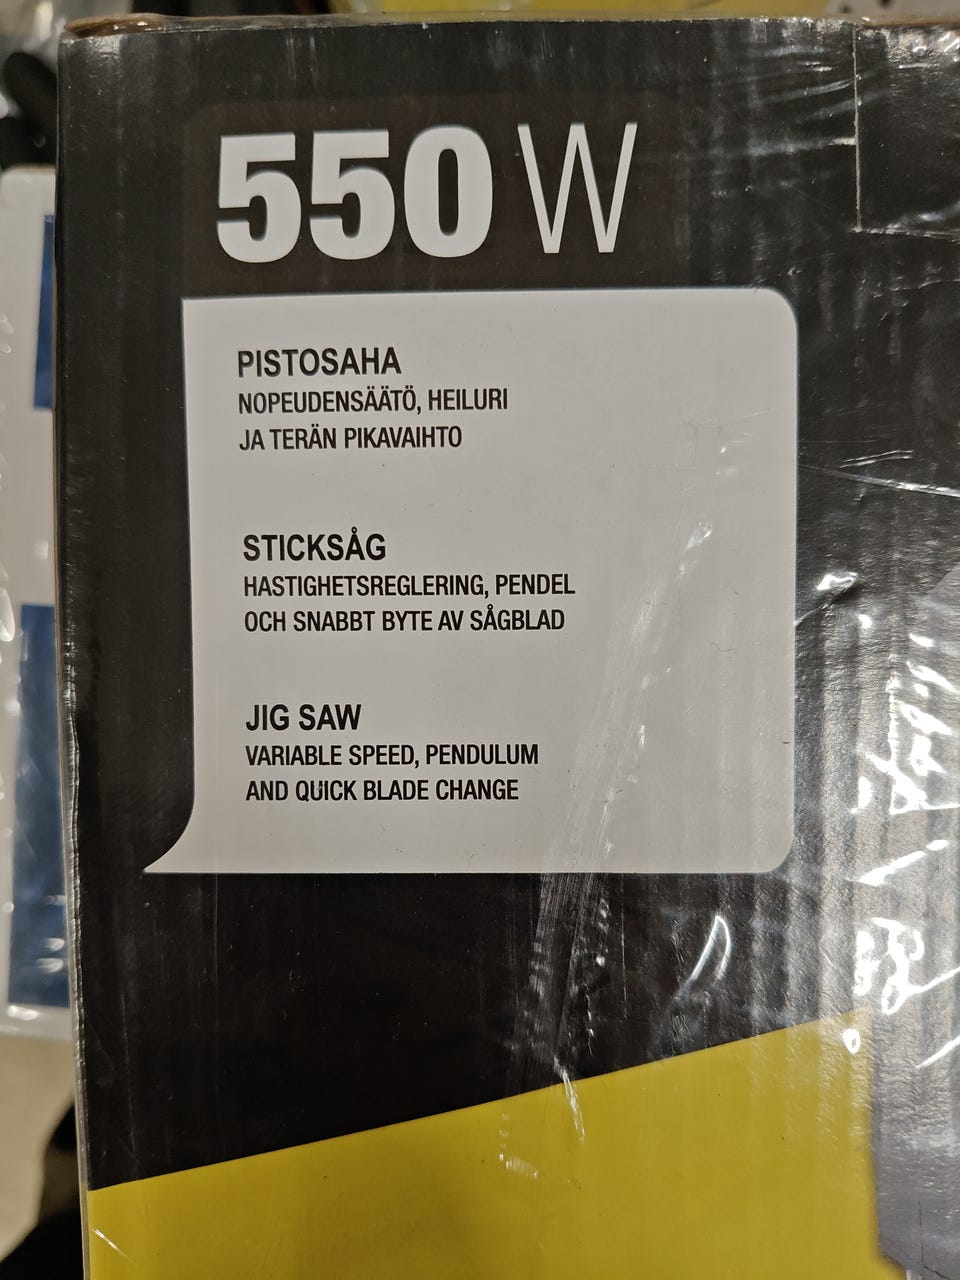 550 W
PISTOSAHA
NOPEUDENSÄÄTÖ, HEILURI
JA TERÄN PIKAVAIHTO
STICKSÅG
HASTIGHETSREGLERING, PENDEL
OCH SNABBT BYTE AV SÅGBLAD
JIG SAW
VARIABLE SPEED, PENDULUM
AND QUICK BLADE CHANGE